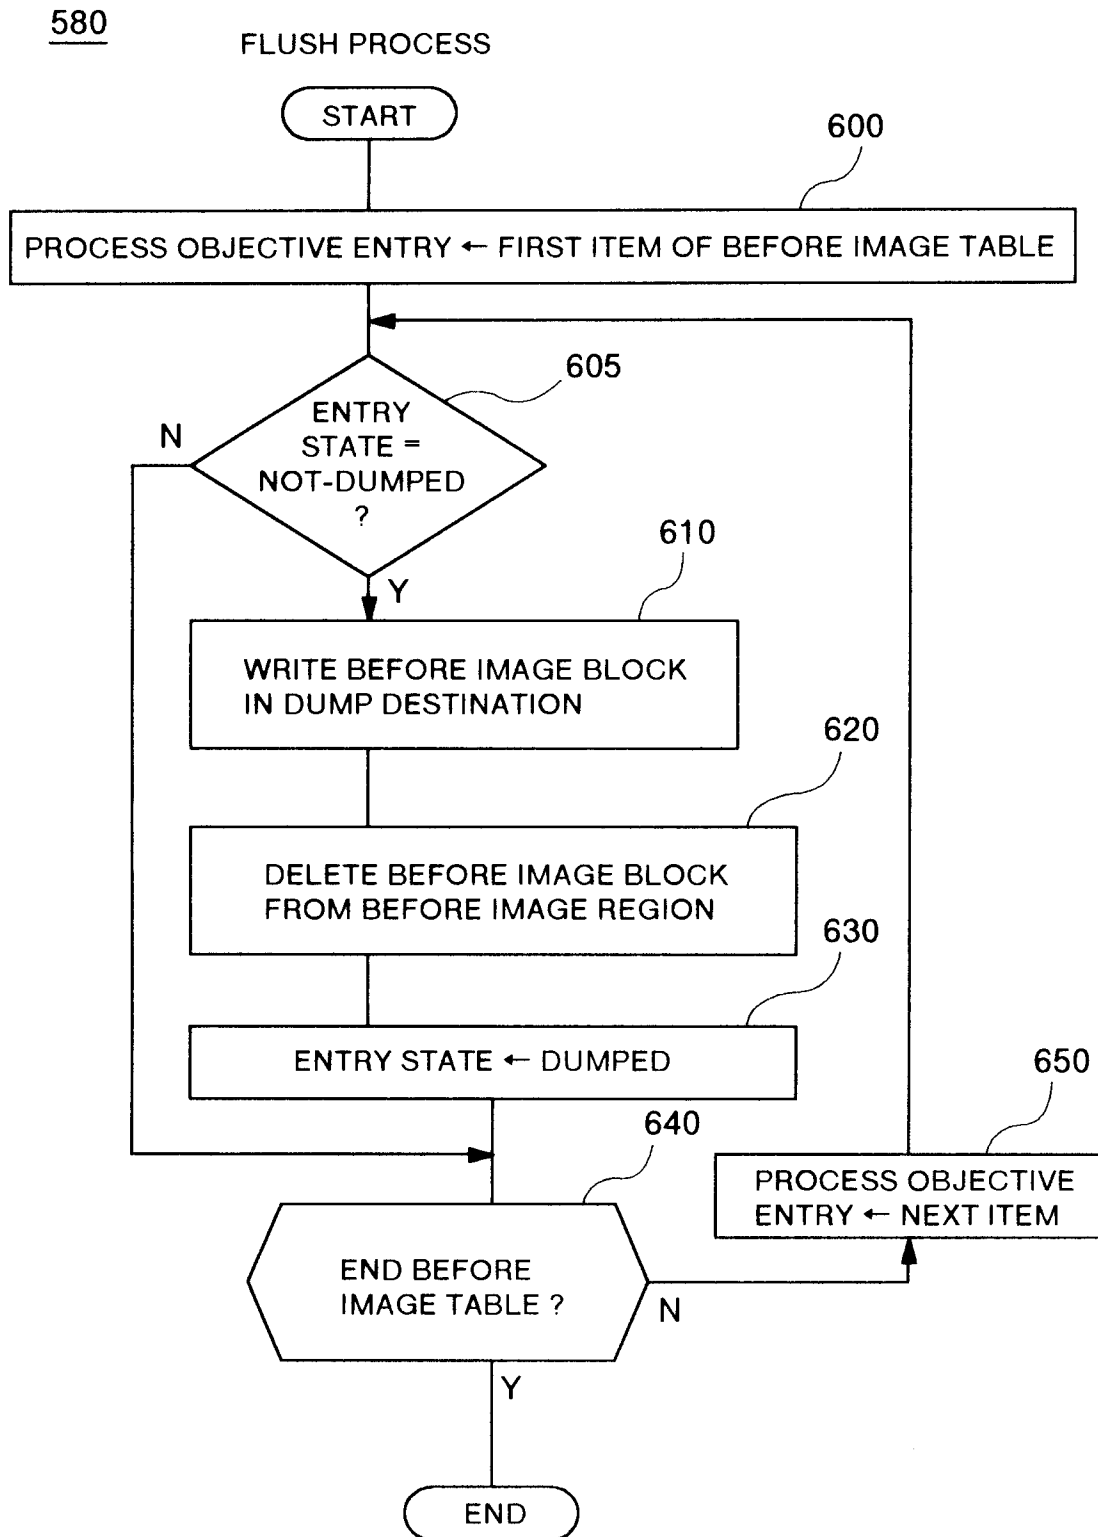 580
FLUSH PROCESS
START
600
PROCESS OBJECTIVE ENTRY ← FIRST ITEM OF BEFORE IMAGE TABLE
605
ENTRY
STATE =
NOT-DUMPED
?
N
Y
610
WRITE BEFORE IMAGE BLOCK
IN DUMP DESTINATION
620
DELETE BEFORE IMAGE BLOCK
FROM BEFORE IMAGE REGION
630
ENTRY STATE ← DUMPED
640
650
PROCESS OBJECTIVE
ENTRY ← NEXT ITEM
END BEFORE
IMAGE TABLE ?
N
Y
END